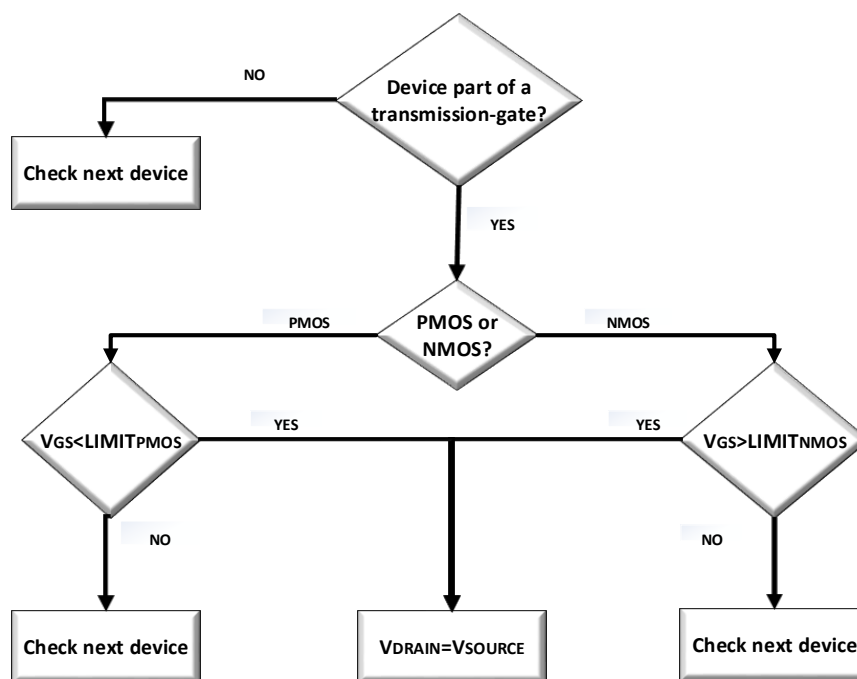 NO
Device part of a
transmission-gate?
Check next device
YES
PMOS
PMOS or
NMOS?
NMOS
VGS<LIMITPMOS
YES
YES
VGS>LIMITNMOS
NO
NO
Check next device
VDRAIN=VSOURCE
Check next device